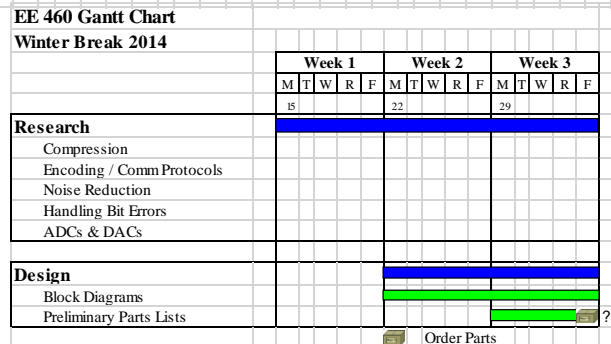 EE 460 Gantt Chart
Winter Break 2014
Week 1 Week 2 Week 3
M T W R F M T W R F M T W R F
15 22 29
Research
Compression
Encoding / Comm Protocols
Noise Reduction
Handling Bit Errors
ADCs & DACs
Design
Block Diagrams
Preliminary Parts Lists ?
Order Parts